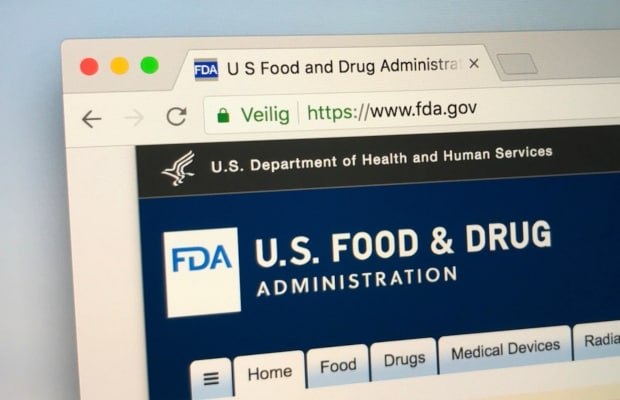 FDA U S Food and Drug Administra
Veilig https://www.fda.gov
U.S. Department of Health and Human Services
FDA U.S. FOOD & DRUG
ADMINISTRATION
Home Food Drugs Medical Devices Radia